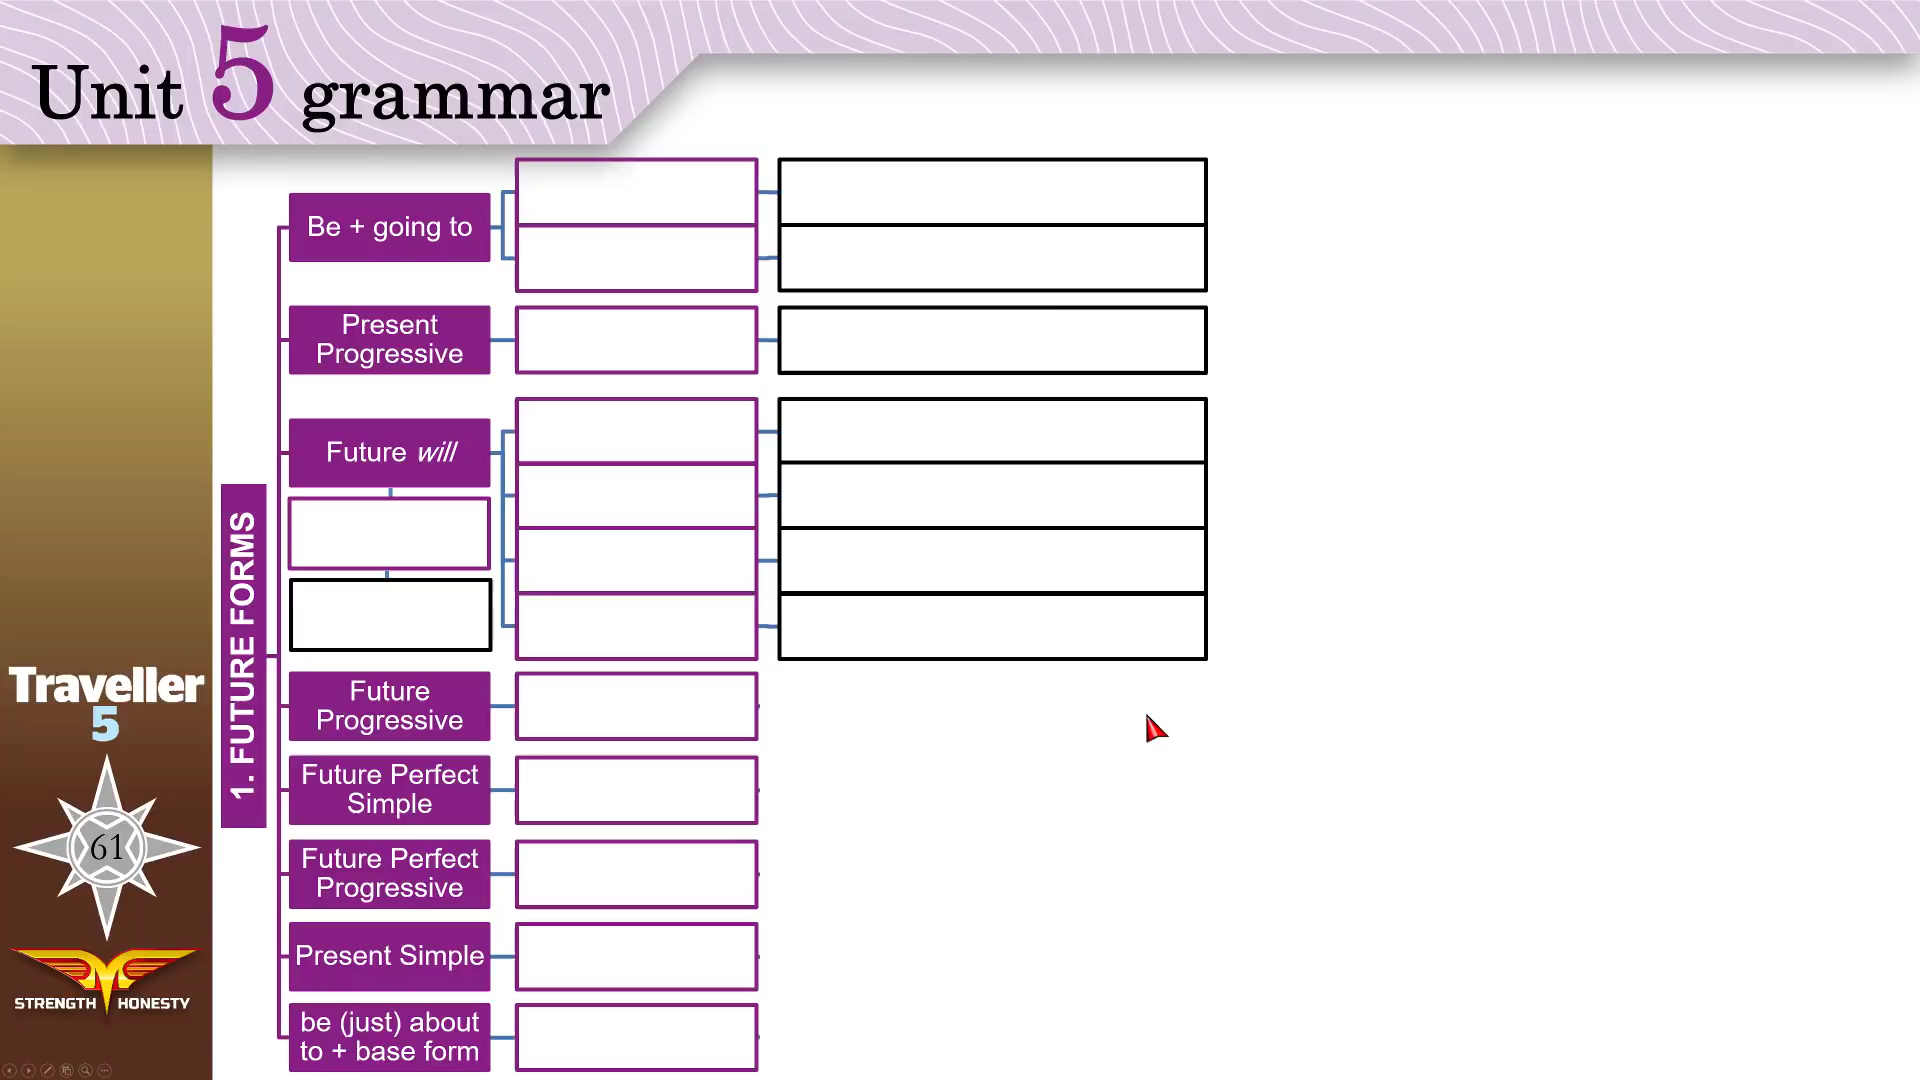 Unit 5 grammar
Be + going to
Present
Progressive
Future will
1. FUTURE FORMS
Future
Progressive
Future Perfect
Simple
Future Perfect
Progressive
Present Simple
be (just) about
to + base form
Traveller
5
61
STRENGTH HONESTY